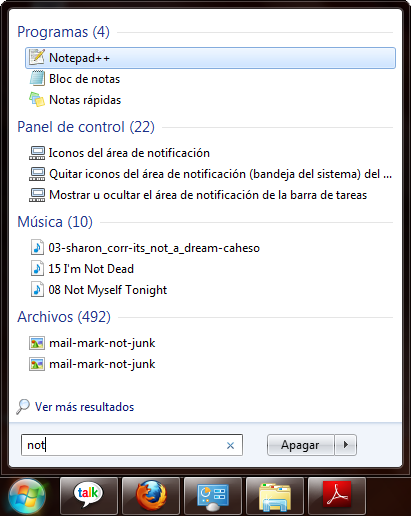 Programas (4)
Notepad++
Bloc de notas
Notas rápidas
Panel de control (22)
Iconos del área de notificación
Quitar iconos del área de notificación (bandeja del sistema) del ...
Mostrar u ocultar el área de notificación de la barra de tareas
Música (10)
03-sharon_corr-its_not_a_dream-caheso
15 I'm Not Dead
08 Not Myself Tonight
Archivos (492)
mail-mark-not-junk
mail-mark-not-junk
Ver más resultados
not
Apagar
talk